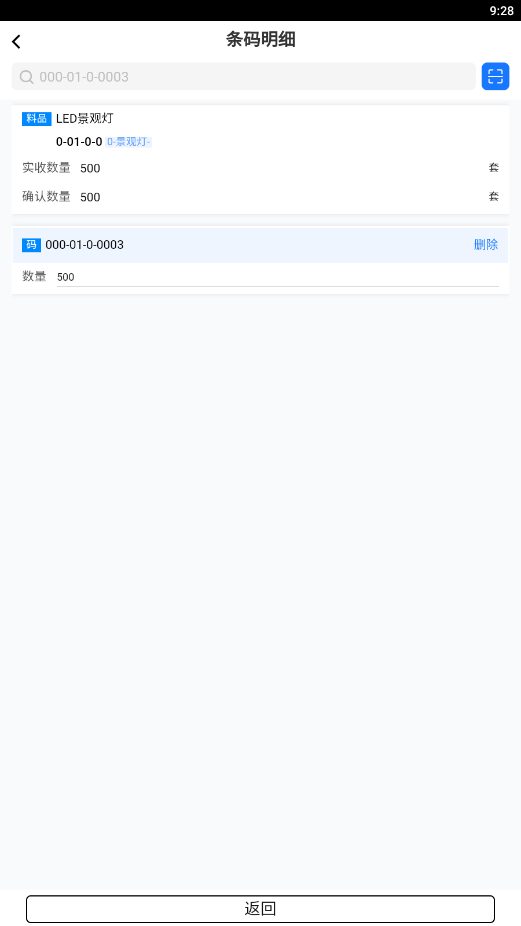 9:28
条码明细
000-01-0-0003
料品 LED景观灯
0-01-0-0 0-景观灯-
实收数量 500 套
确认数量 500 套
码 000-01-0-0003 删除
数量 500
返回